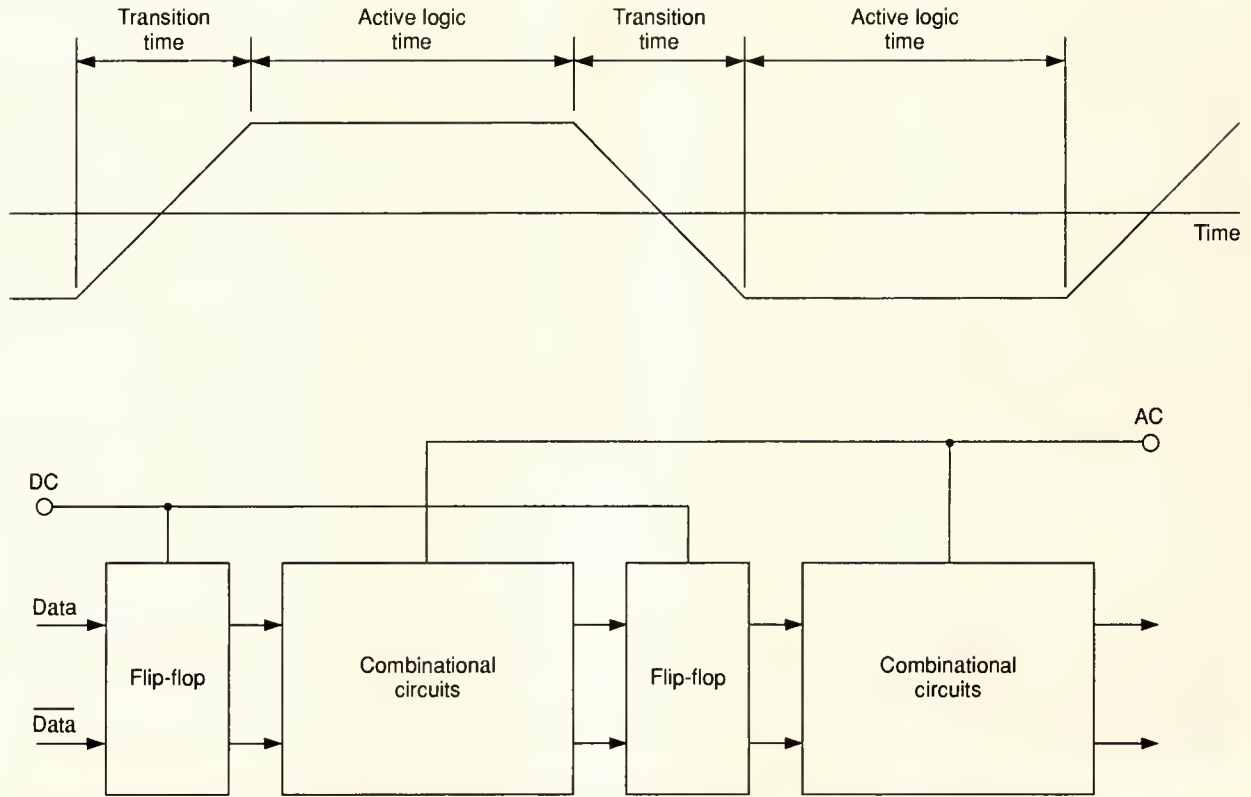 Transition
time
Active logic
time
Transition
time
Active logic
time
Time
AC
DC
Data
Data
Flip-flop
Combinational
circuits
Flip-flop
Combinational
circuits